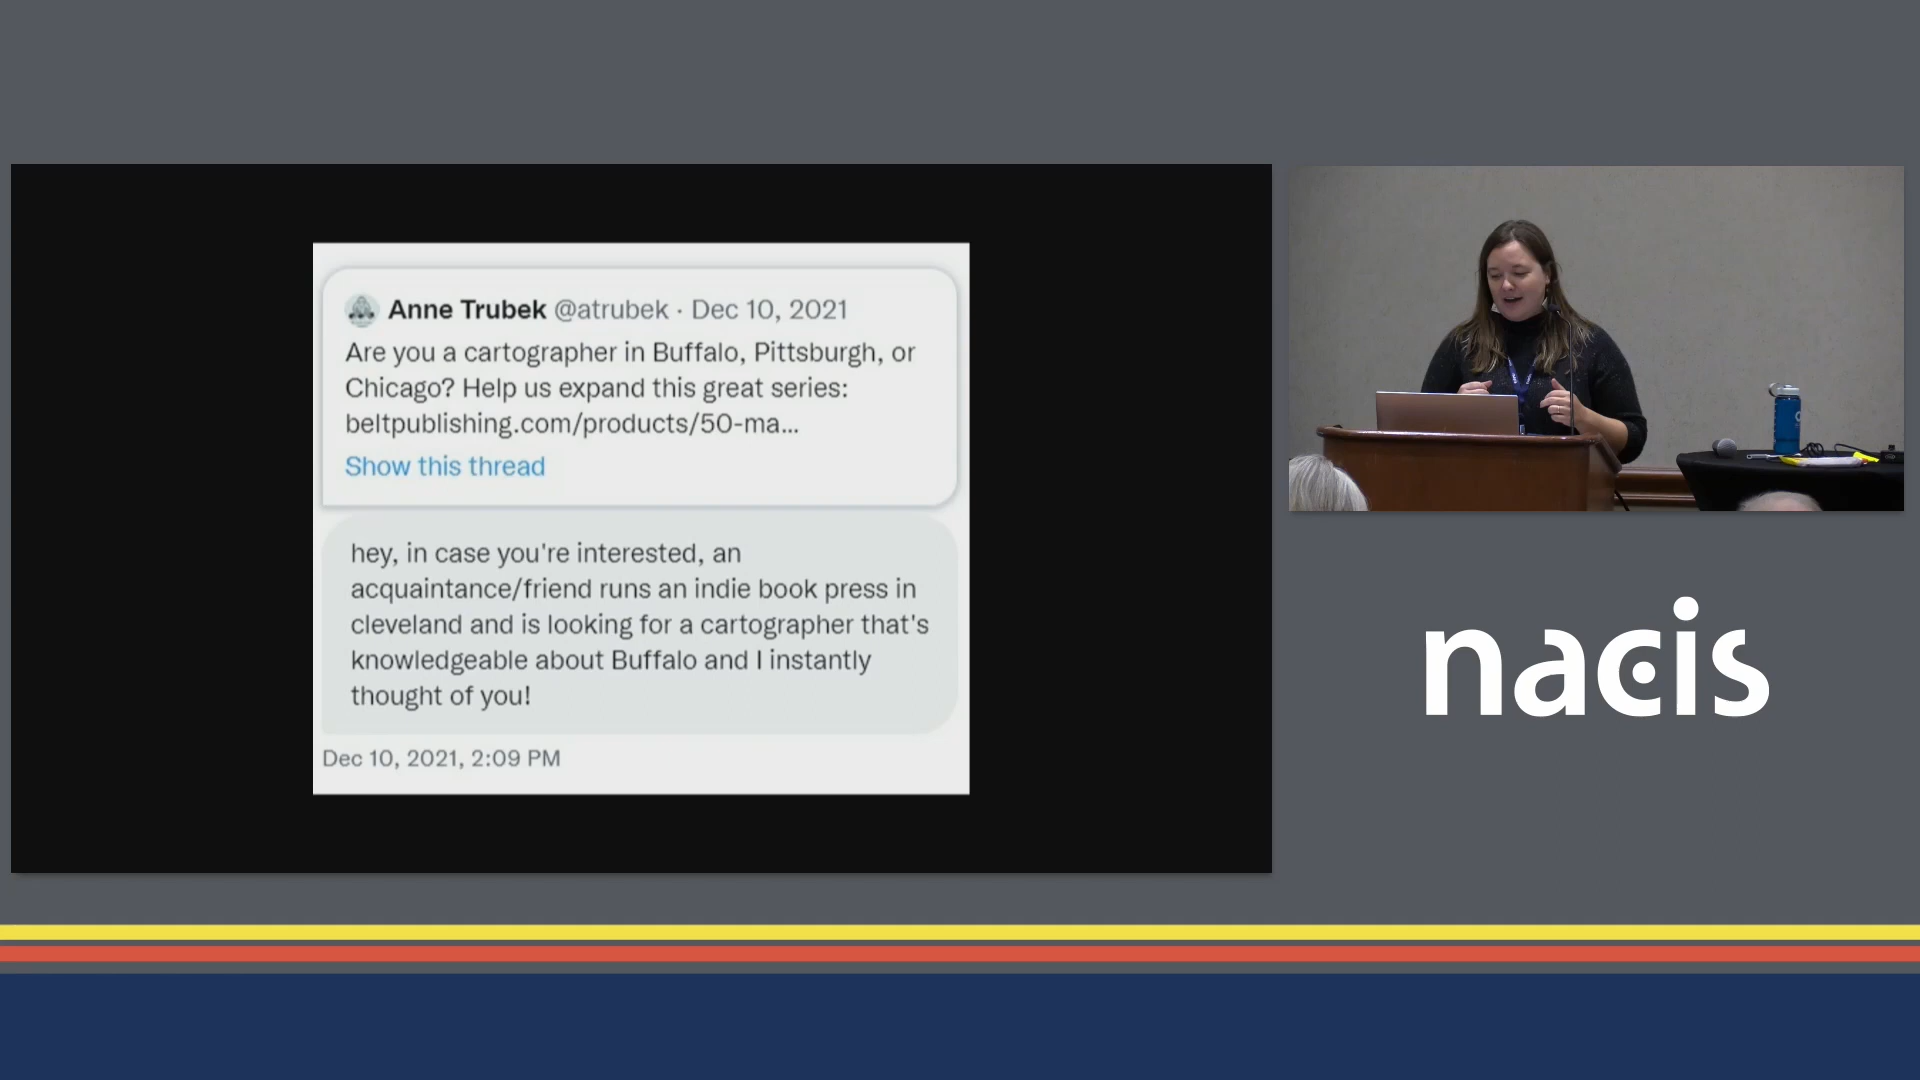 Anne Trubek @atrubek · Dec 10, 2021
Are you a cartographer in Buffalo, Pittsburgh, or
Chicago? Help us expand this great series:
beltpublishing.com/products/50-ma...
Show this thread
hey, in case you're interested, an
acquaintance/friend runs an indie book press in
cleveland and is looking for a cartographer that's
knowledgeable about Buffalo and I instantly
thought of you!
Dec 10, 2021, 2:09 PM
nacis